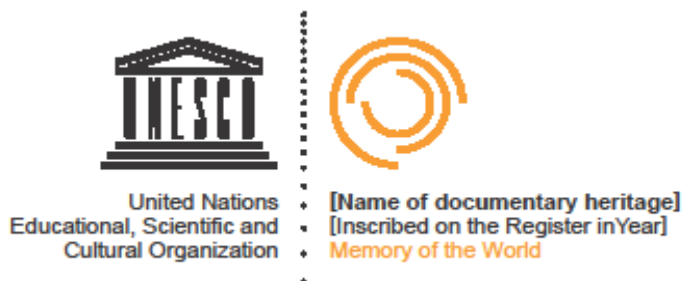 UNESCO
United Nations
Educational, Scientific and
Cultural Organization
[Name of documentary heritage]
[Inscribed on the Register inYear]
Memory of the World